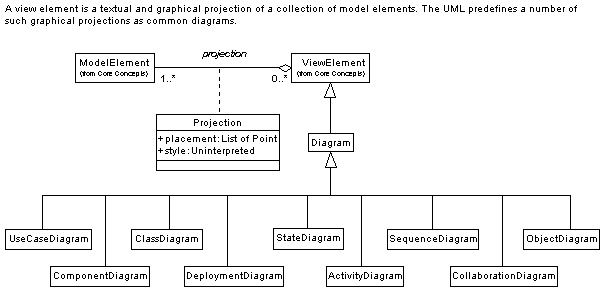 A view element is a textual and graphical projection of a collection of model elements. The UML predefines a number of
such graphical projections as common diagrams.
projection
ModelElement
(from Core Concepts)
ViewElement
(from Core Concepts)
1..*
0..*
Projection
+ placement: List of Point
+ style: Uninterpreted
Diagram
UseCaseDiagram
ClassDiagram
StateDiagram
SequenceDiagram
ObjectDiagram
ComponentDiagram
DeploymentDiagram
ActivityDiagram
CollaborationDiagram